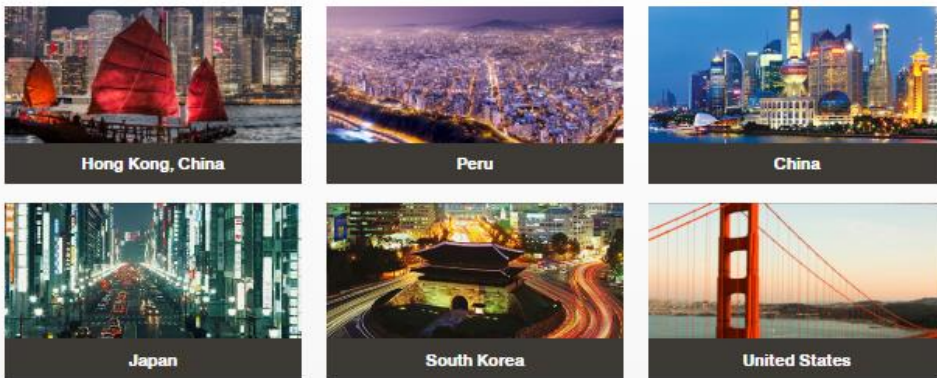 Hong Kong, China
Peru
China
Japan
South Korea
United States